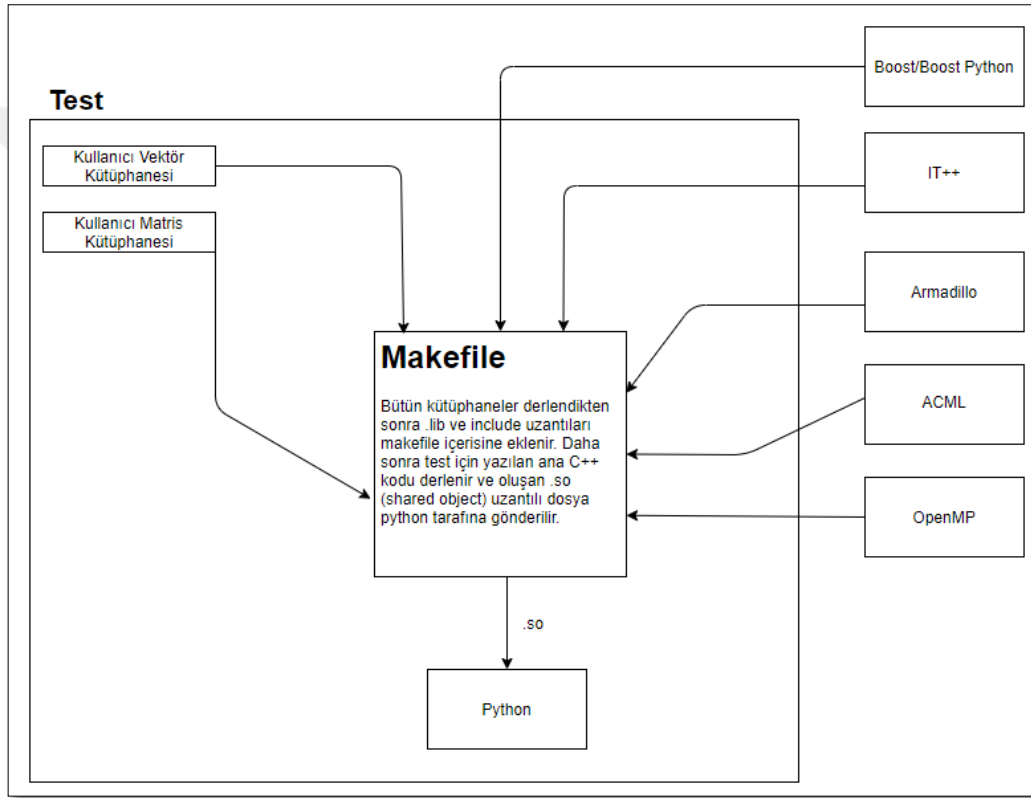 Boost/Boost Python
Test
Kullanıcı Vektör
Kütüphanesi
IT++
Kullanıcı Matris
Kütüphanesi
Armadillo
Makefile
Bütün kütüphaneler derlendikten
sonra .lib ve include uzantıları
makefile içerisine eklenir. Daha
sonra test için yazılan ana C++
kodu derlenir ve oluşan .so
(shared object) uzantılı dosya
python tarafına gönderilir.
ACML
OpenMP
.so
Python